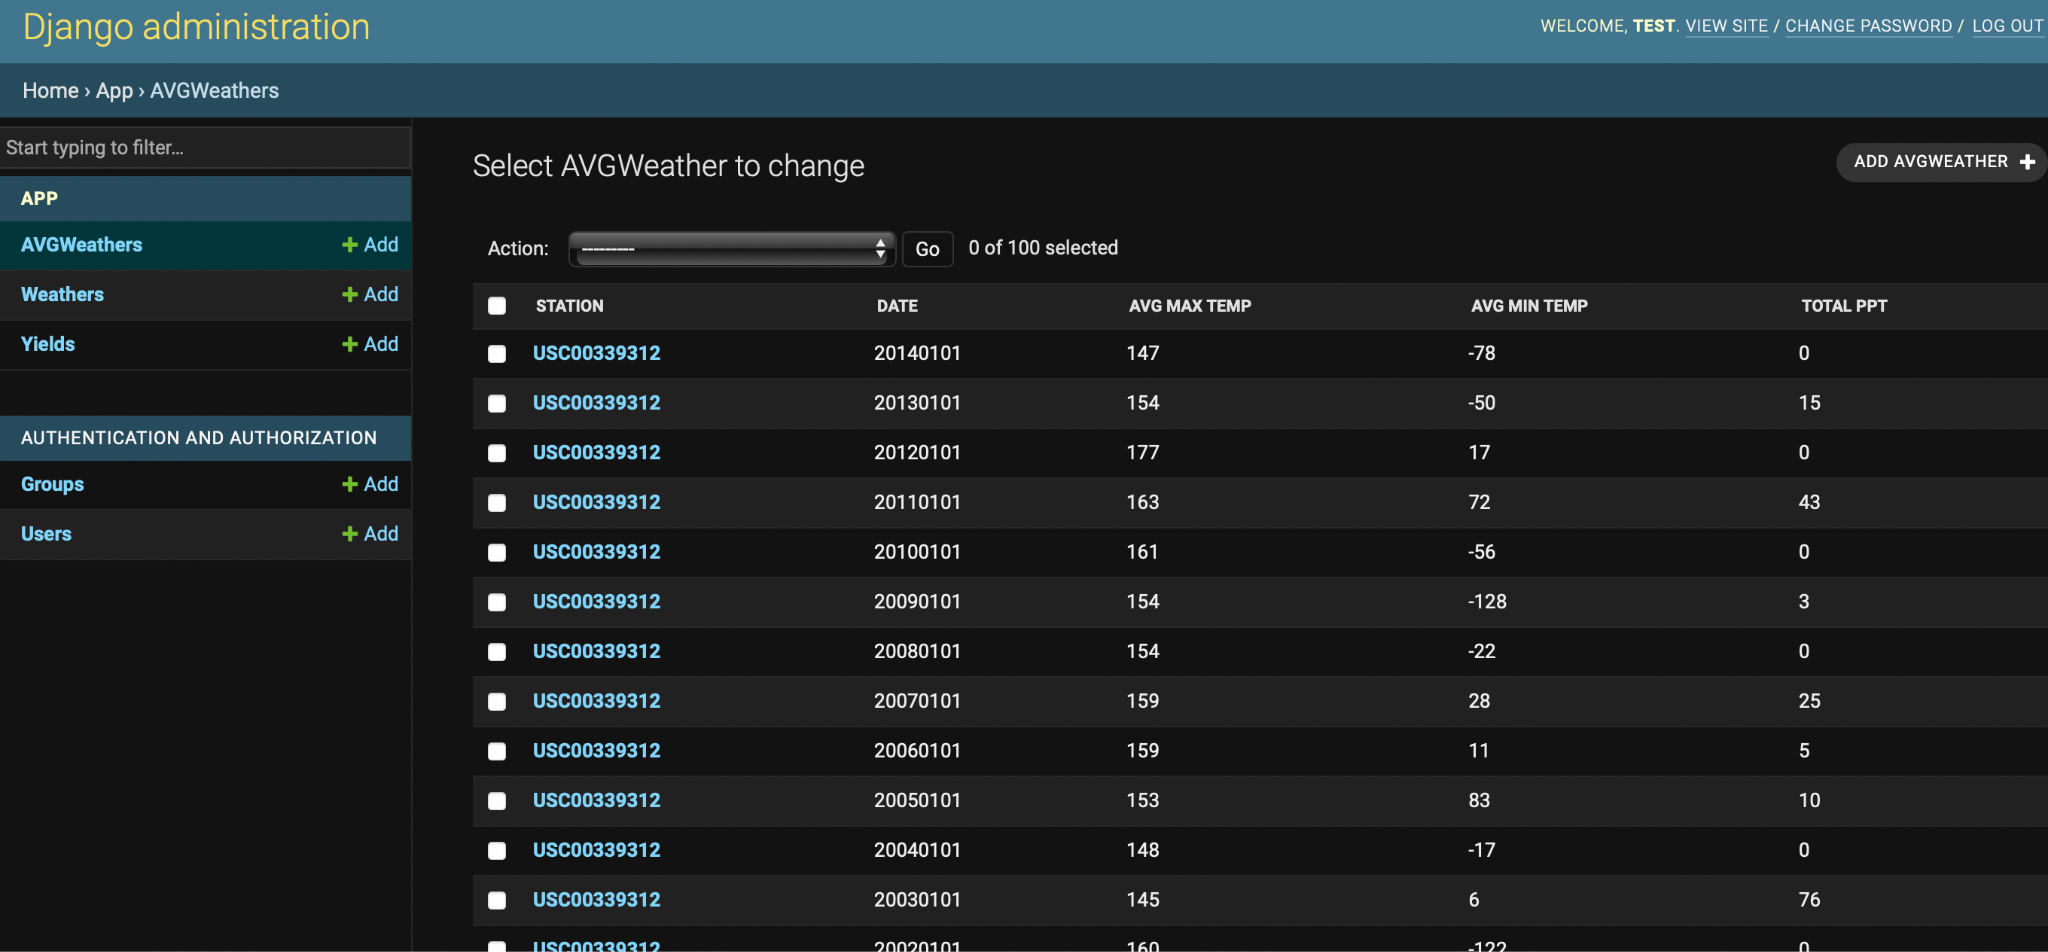 Django administration
WELCOME, TEST. VIEW SITE / CHANGE PASSWORD / LOG OUT
Home › App › AVGWeathers
Start typing to filter...
APP
AVGWeathers + Add
Weathers + Add
Yields + Add
AUTHENTICATION AND AUTHORIZATION
Groups + Add
Users + Add
Select AVGWeather to change
ADD AVGWEATHER +
Action: --------- Go 0 of 100 selected
STATION DATE AVG MAX TEMP AVG MIN TEMP TOTAL PPT
USC00339312 20140101 147 -78 0
USC00339312 20130101 154 -50 15
USC00339312 20120101 177 17 0
USC00339312 20110101 163 72 43
USC00339312 20100101 161 -56 0
USC00339312 20090101 154 -128 3
USC00339312 20080101 154 -22 0
USC00339312 20070101 159 28 25
USC00339312 20060101 159 11 5
USC00339312 20050101 153 83 10
USC00339312 20040101 148 -17 0
USC00339312 20030101 145 6 76
USC00339312 20020101 160 -122 0